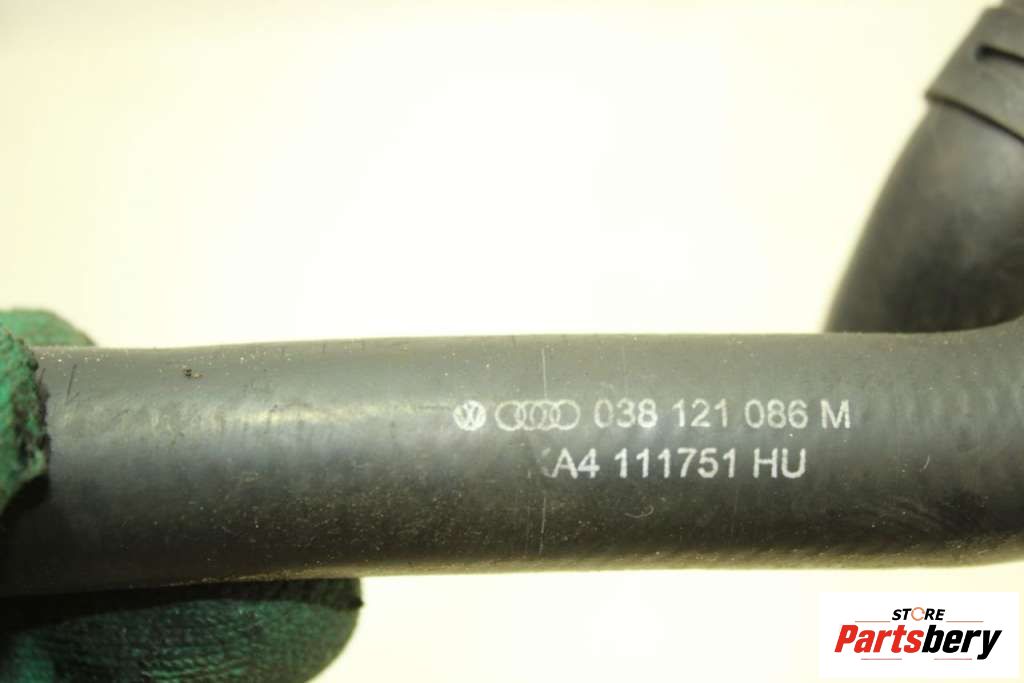 038 121 086 M
A4 111751 HU
STORE
Partsbery